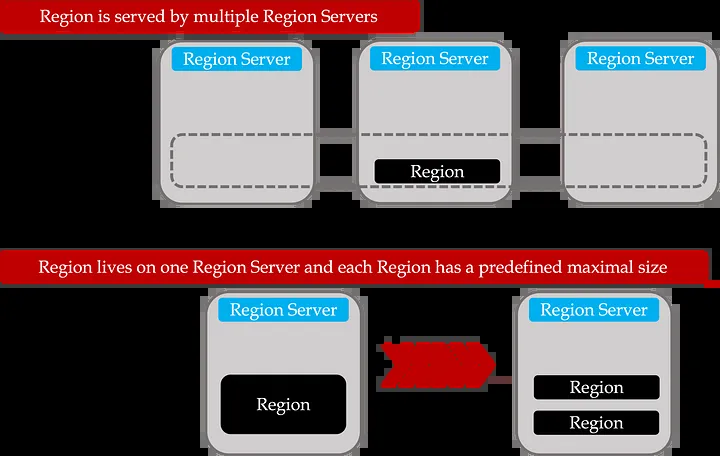 Region is served by multiple Region Servers
Region Server
Region Server
Region Server
Region
Region lives on one Region Server and each Region has a predefined maximal size
Region Server
Region Server
Region
Region
Region